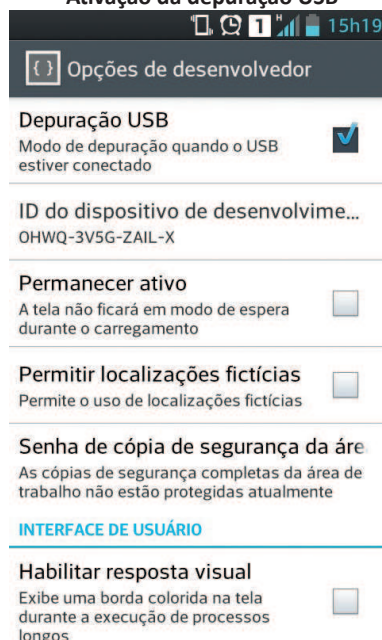 Ativação da depuração USB
1 H 15h19
{ } Opções de desenvolvedor
Depuração USB
Modo de depuração quando o USB
estiver conectado
ID do dispositivo de desenvolvime...
OHWQ-3V5G-ZAIL-X
Permanecer ativo
A tela não ficará em modo de espera
durante o carregamento
Permitir localizações fictícias
Permite o uso de localizações fictícias
Senha de cópia de segurança da áre
As cópias de segurança completas da área de
trabalho não estão protegidas atualmente
INTERFACE DE USUÁRIO
Habilitar resposta visual
Exibe uma borda colorida na tela
durante a execução de processos
longos